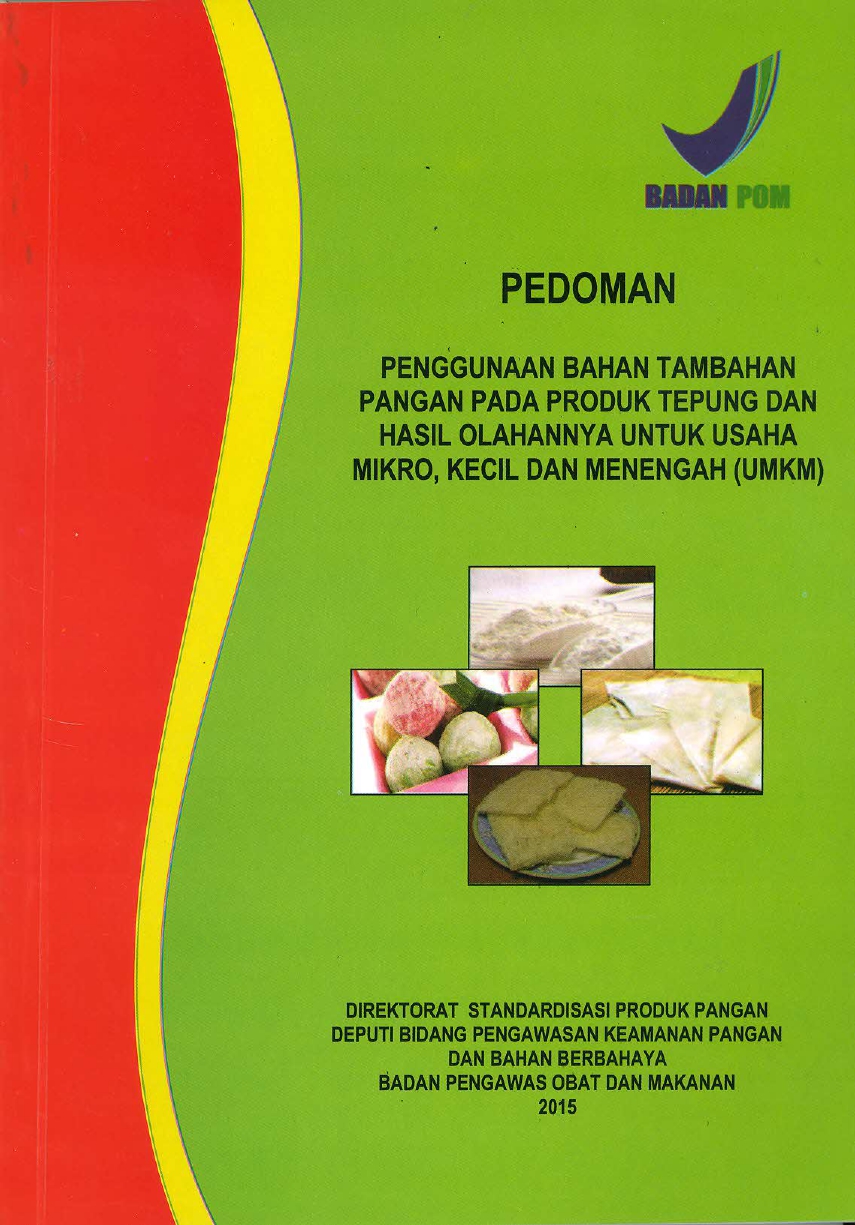 BADAN POM
PEDOMAN
PENGGUNAAN BAHAN TAMBAHAN
PANGAN PADA PRODUK TEPUNG DAN
HASIL OLAHANNYA UNTUK USAHA
MIKRO, KECIL DAN MENENGAH (UMKM)
DIREKTORAT STANDARDISASI PRODUK PANGAN
DEPUTI BIDANG PENGAWASAN KEAMANAN PANGAN
DAN BAHAN BERBAHAYA
BADAN PENGAWAS OBAT DAN MAKANAN
2015